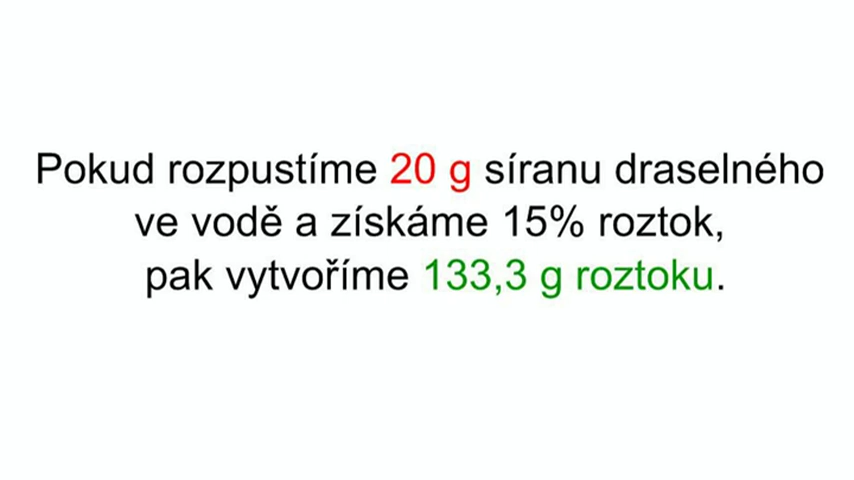 Pokud rozpustíme 20 g síranu draselného
ve vodě a získáme 15% roztok,
pak vytvoříme 133,3 g roztoku.